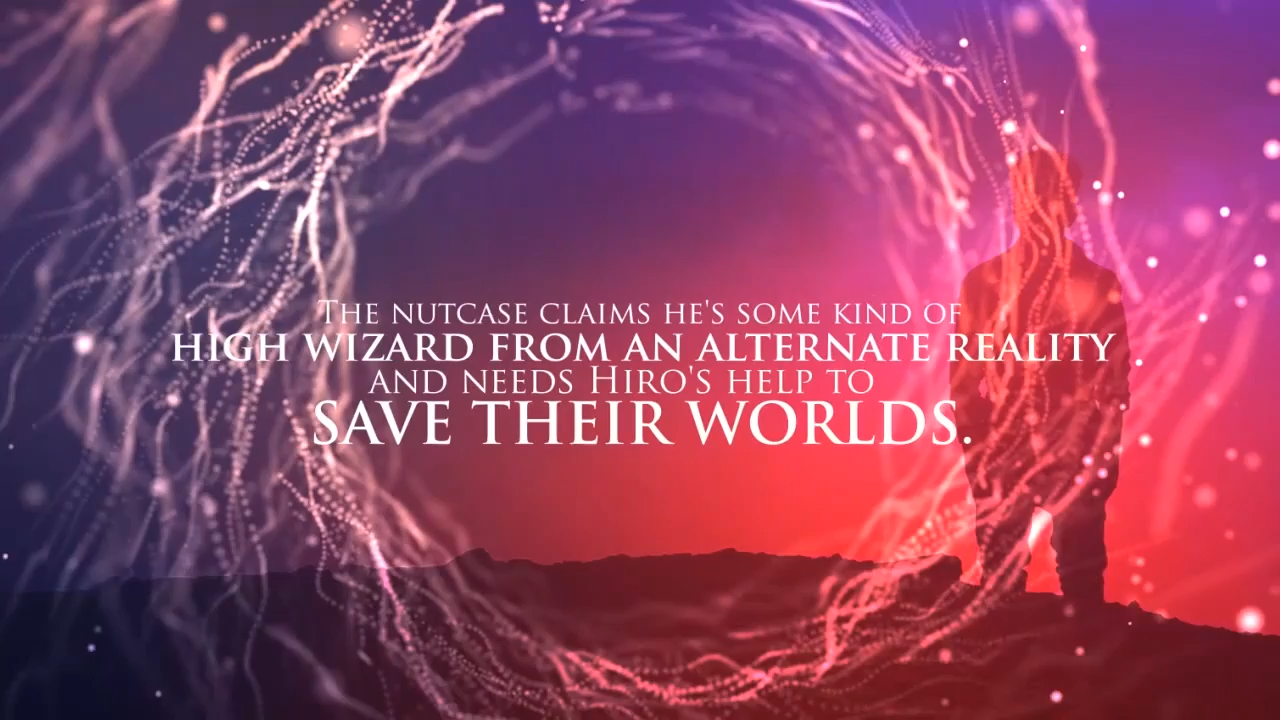 The nutcase claims he's some kind of
HIGH WIZARD FROM AN ALTERNATE REALITY
and needs Hiro's help to
SAVE THEIR WORLDS.